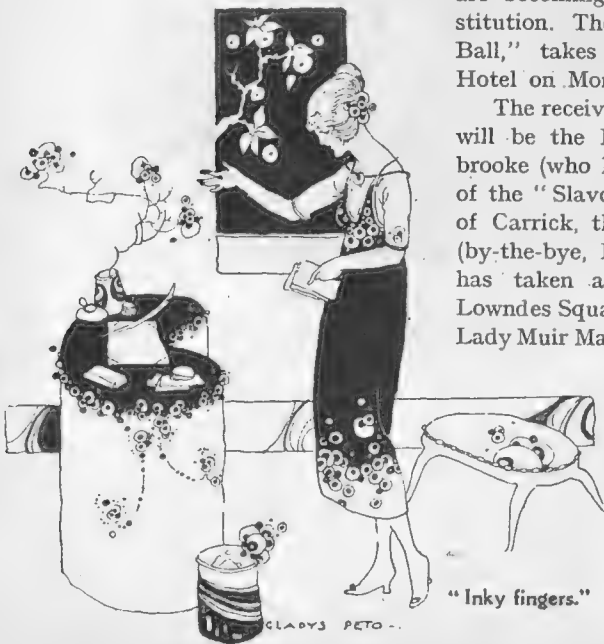 are becoming
stitution. The
Ball," takes
Hotel on Mon
The receiv
will be the
brooke (who
of the "Slave
of Carrick, th
(by-the-bye,
has taken a
Lowndes Squa
Lady Muir Ma
"Inky fingers."
GLADYS PETO -.